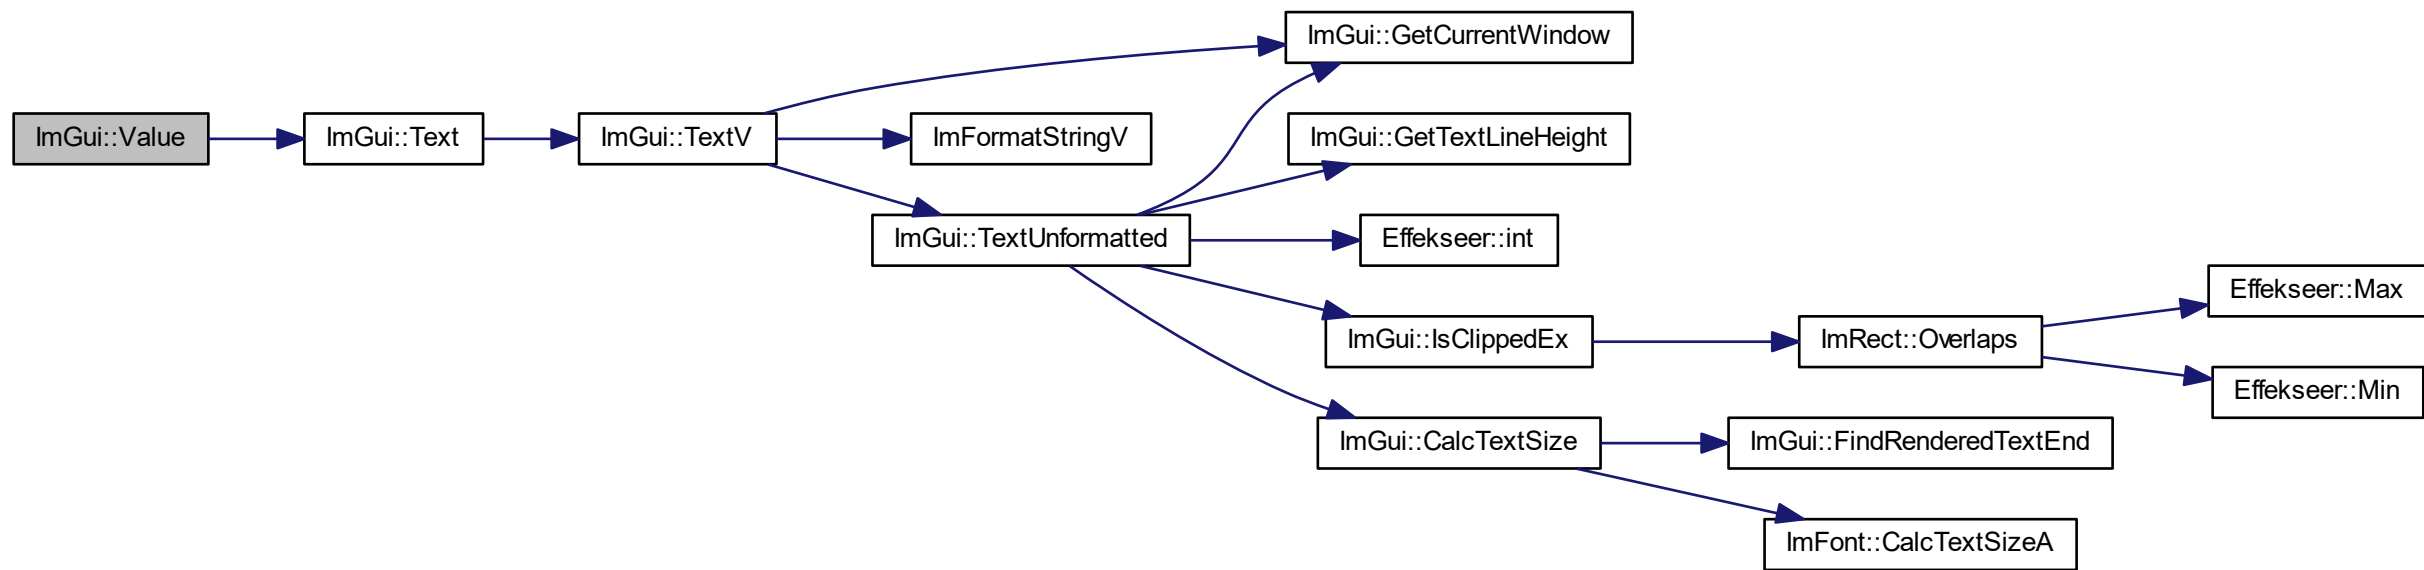 ImGui::Value
ImGui::Text
ImGui::TextV
ImGui::GetCurrentWindow
ImFormatStringV
ImGui::GetTextLineHeight
ImGui::TextUnformatted
Effekseer::int
ImGui::IsClippedEx
ImRect::Overlaps
Effekseer::Max
Effekseer::Min
ImGui::CalcTextSize
ImGui::FindRenderedTextEnd
ImFont::CalcTextSizeA